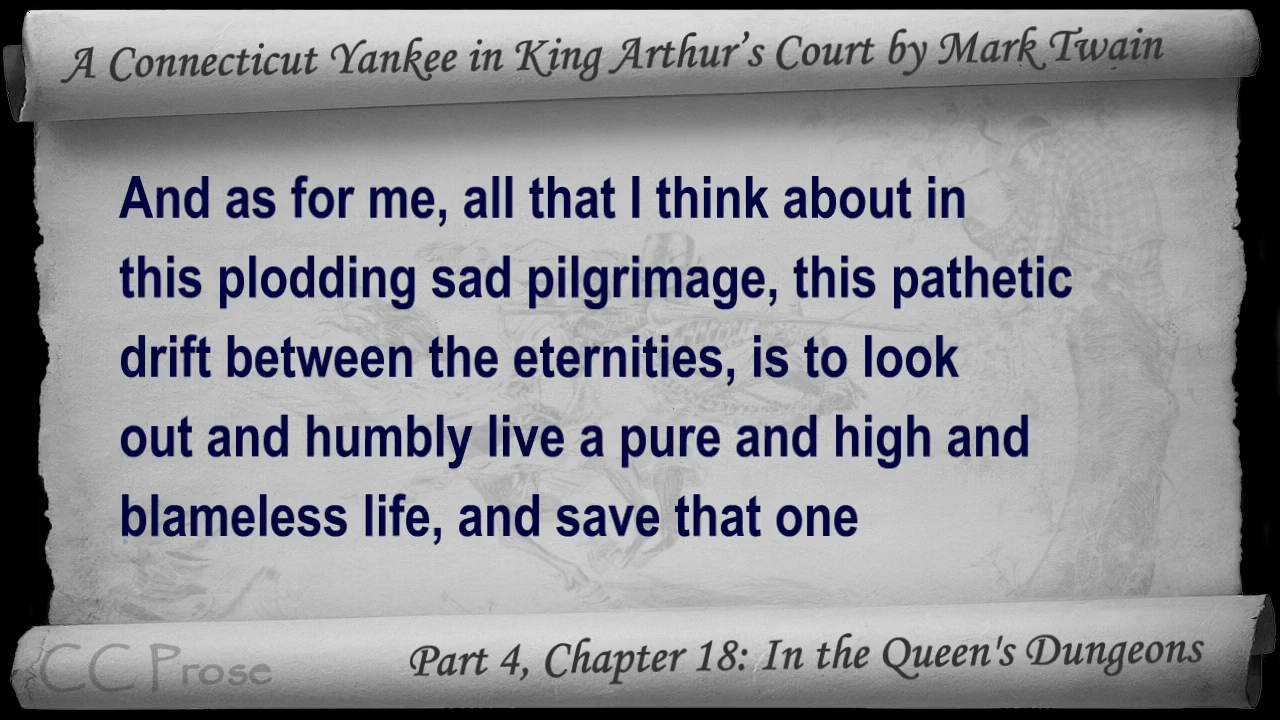 A Connecticut Yankee in King Arthur's Court by Mark Twain
And as for me, all that I think about in
this plodding sad pilgrimage, this pathetic
drift between the eternities, is to look
out and humbly live a pure and high and
blameless life, and save that one
CC Prose
Part 4, Chapter 18: In the Queen's Dungeons